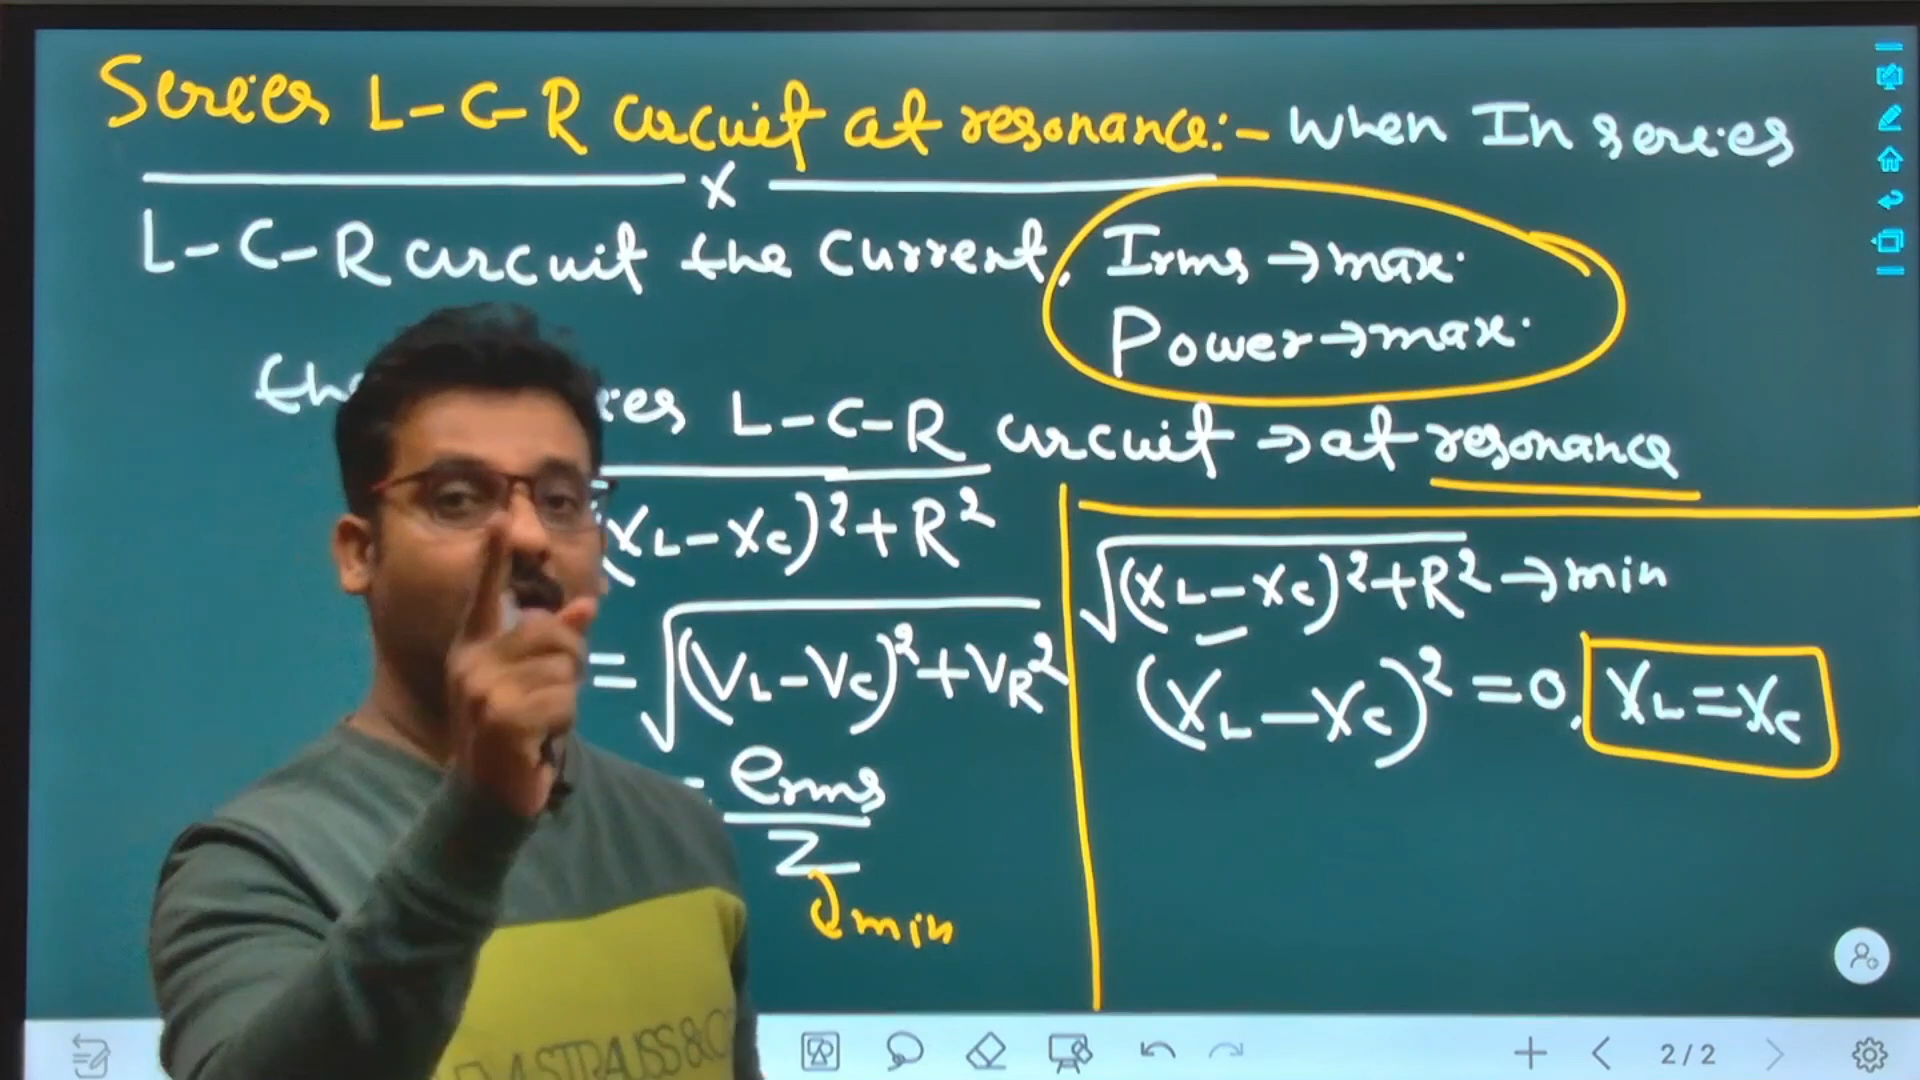 Series L-C-R circuit at resonance:- When In series
x
L-C-R circuit the current, Irms → max.
Power → max.
L-C-R circuit → at resonance
(XL-XC)²+R²
= √(VL-VC)²+VR²
erms
Z
min
√(XL-XC)²+R² → min
(XL-XC)² = 0, XL=XC
STRAUSS&CO
2/2